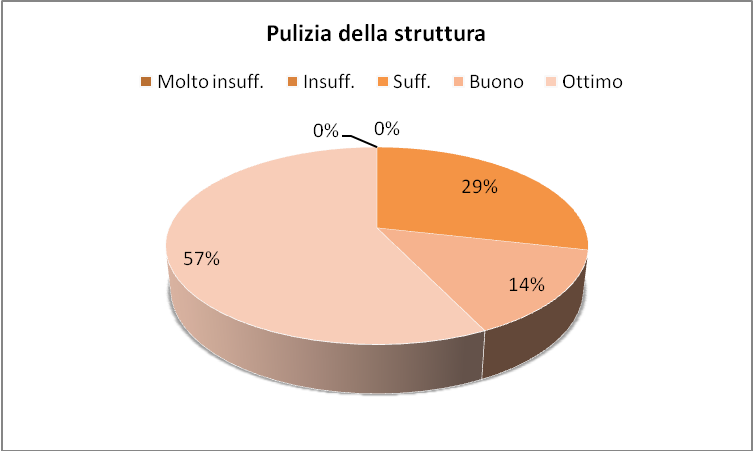 Pulizia della struttura
Molto insuff. Insuff. Suff. Buono Ottimo
0% 0%
29%
57%
14%